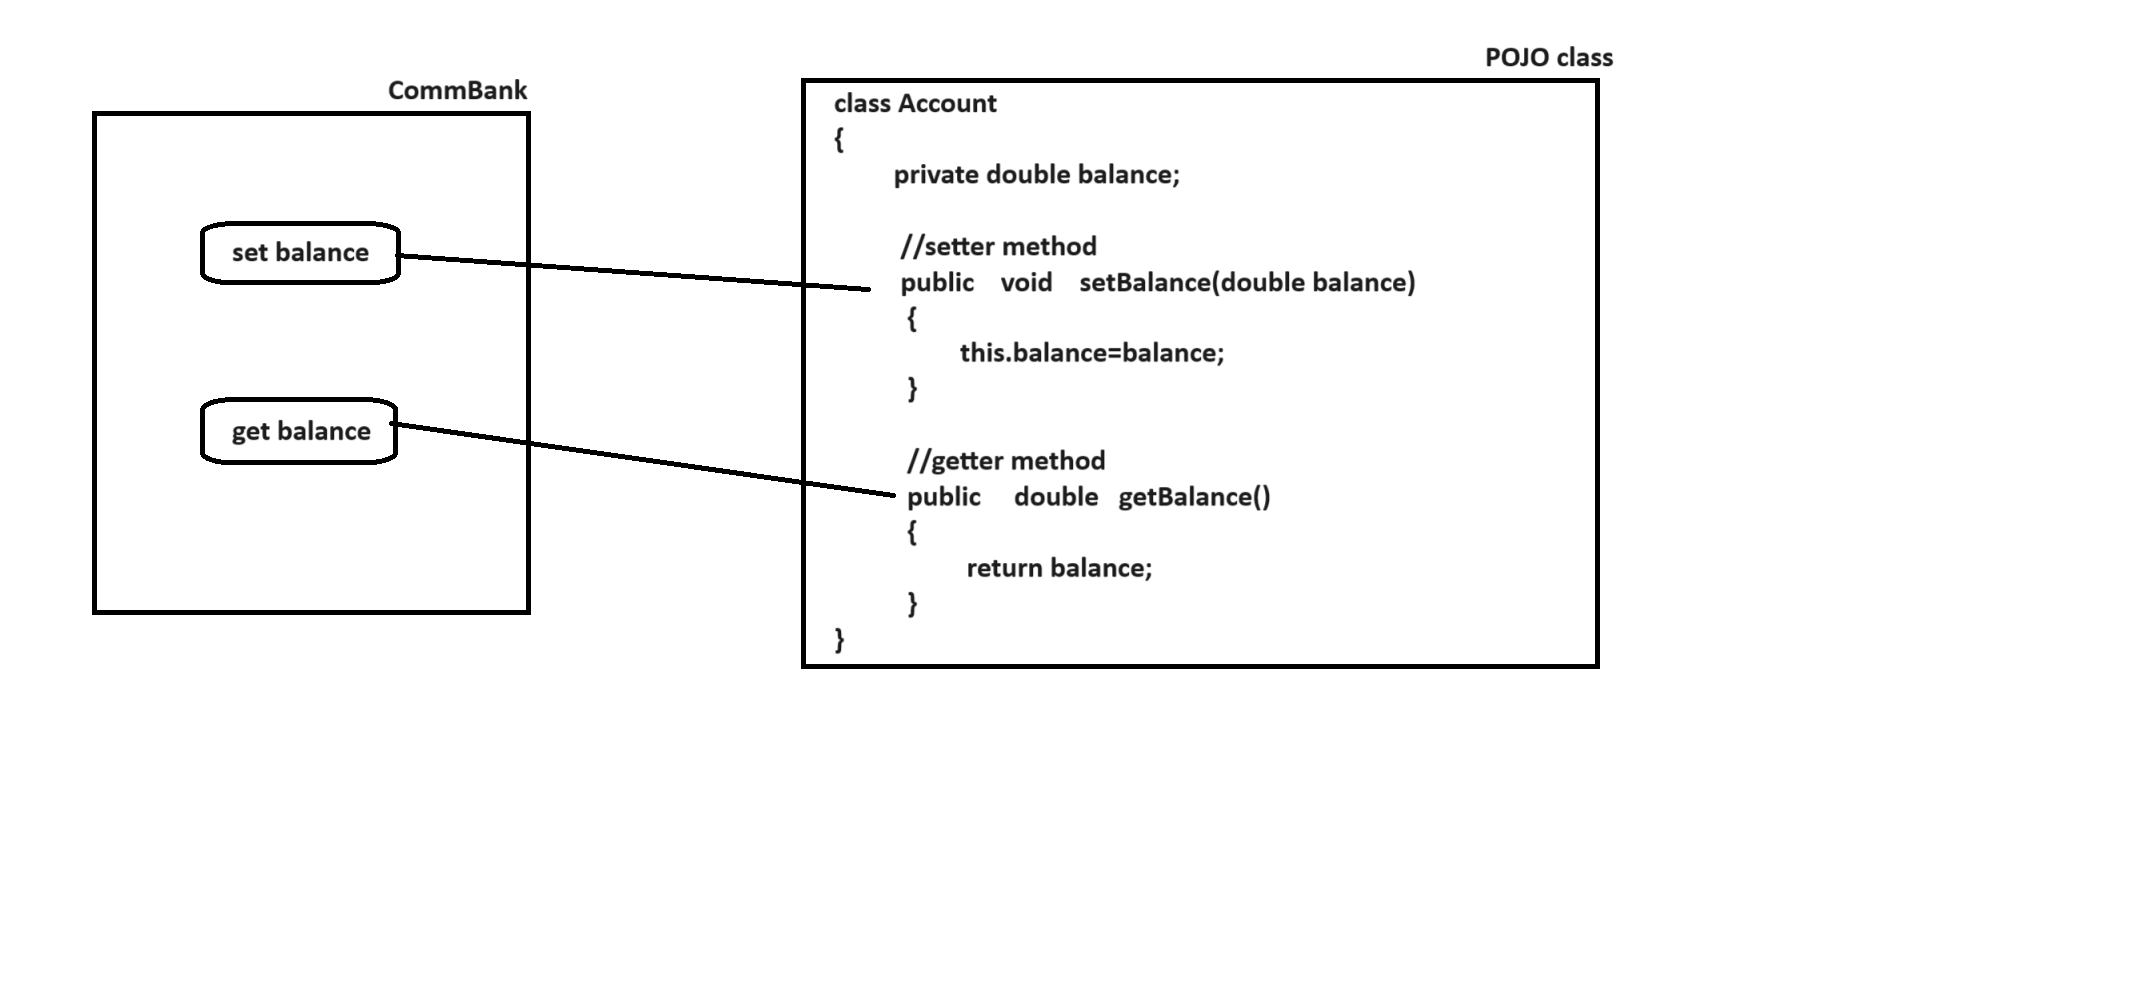 CommBank
set balance
get balance
POJO class
class Account
{
private double balance;
//setter method
public void setBalance(double balance)
{
this.balance=balance;
}
//getter method
public double getBalance()
{
return balance;
}
}